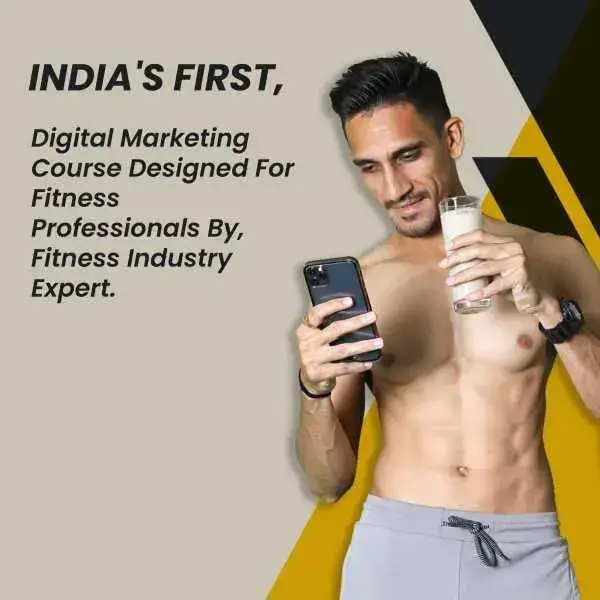 INDIA'S FIRST,
Digital Marketing
Course Designed For
Fitness
Professionals By,
Fitness Industry
Expert.